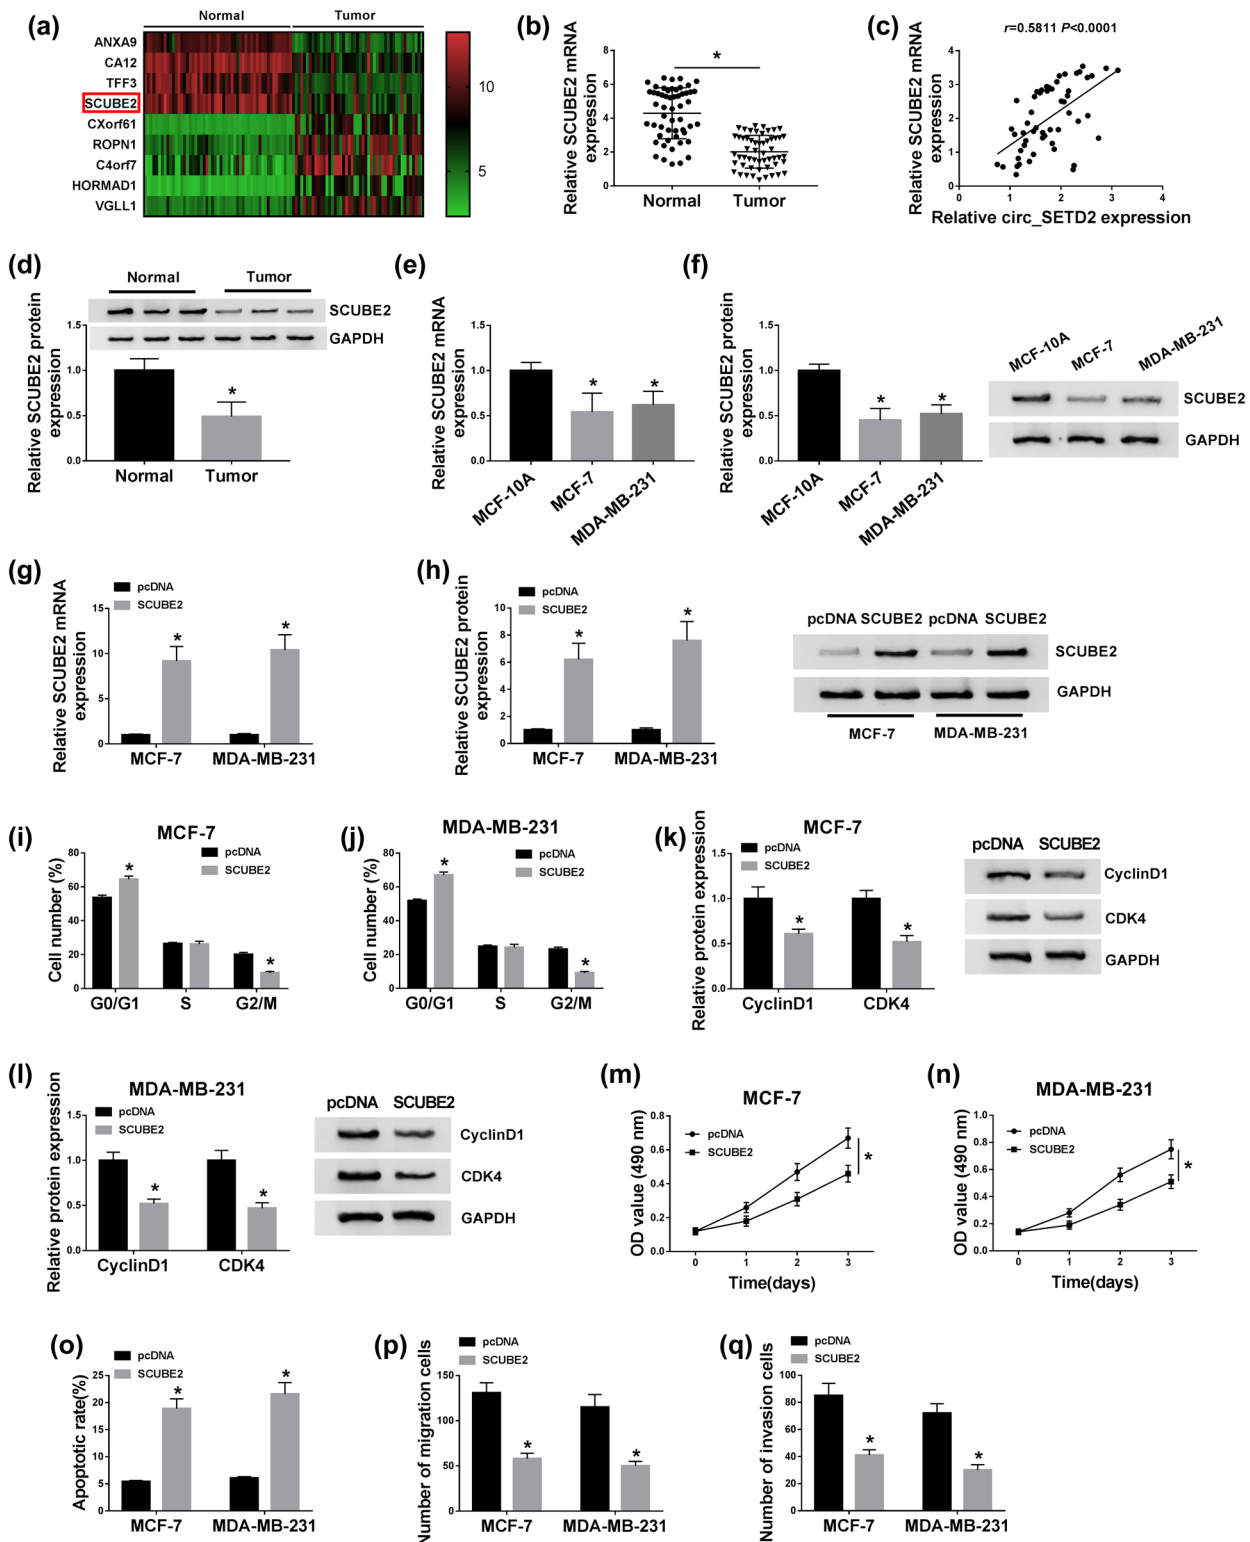 (a)
Normal
Tumor
ANXA9
CA12
TFF3
SCUBE2
CXorf61
ROPN1
C4orf7
HORMAD1
VGLL1
10
5
(b)
Relative SCUBE2 mRNA
expression
8
6
4
2
0
*
Normal
Tumor
(c)
r=0.5811 P<0.0001
Relative SCUBE2 mRNA
expression
4
3
2
1
0
0
1
2
3
4
Relative circ_SETD2 expression
(d)
Normal
Tumor
SCUBE2
GAPDH
Relative SCUBE2 protein
expression
1.5
1.0
0.5
0.0
*
Normal
Tumor
(e)
Relative SCUBE2 mRNA
expression
1.5
1.0
0.5
0.0
*
*
MCF-10A
MCF-7
MDA-MB-231
(f)
Relative SCUBE2 protein
expression
1.5
1.0
0.5
0.0
*
*
MCF-10A
MCF-7
MDA-MB-231
MCF-10A
MCF-7
MDA-MB-231
SCUBE2
GAPDH
(g)
pcDNA
SCUBE2
Relative SCUBE2 mRNA
expression
15
10
5
0
*
*
MCF-7
MDA-MB-231
(h)
pcDNA
SCUBE2
Relative SCUBE2 protein
expression
10
8
6
4
2
0
*
*
MCF-7
MDA-MB-231
pcDNA SCUBE2 pcDNA SCUBE2
SCUBE2
GAPDH
MCF-7
MDA-MB-231
(i)
MCF-7
pcDNA
SCUBE2
Cell number (%)
80
60
40
20
0
*
*
G0/G1
S
G2/M
(j)
MDA-MB-231
pcDNA
SCUBE2
Cell number (%)
80
60
40
20
0
*
*
G0/G1
S
G2/M
(k)
MCF-7
pcDNA
SCUBE2
Relative protein expression
1.5
1.0
0.5
0.0
*
*
CyclinD1
CDK4
pcDNA SCUBE2
CyclinD1
CDK4
GAPDH
(l)
MDA-MB-231
pcDNA
SCUBE2
Relative protein expression
1.5
1.0
0.5
0.0
*
*
CyclinD1
CDK4
pcDNA SCUBE2
CyclinD1
CDK4
GAPDH
(m)
MCF-7
pcDNA
SCUBE2
OD value (490 nm)
0.8
0.6
0.4
0.2
0.0
*
0
1
2
3
Time(days)
(n)
MDA-MB-231
pcDNA
SCUBE2
OD value (490 nm)
1.0
0.8
0.6
0.4
0.2
0.0
*
0
1
2
3
Time(days)
(o)
pcDNA
SCUBE2
Apoptotic rate(%)
25
20
15
10
5
0
*
*
MCF-7
MDA-MB-231
(p)
pcDNA
SCUBE2
Number of migration cells
150
100
50
0
*
*
MCF-7
MDA-MB-231
(q)
pcDNA
SCUBE2
Number of invasion cells
100
80
60
40
20
0
*
*
MCF-7
MDA-MB-231